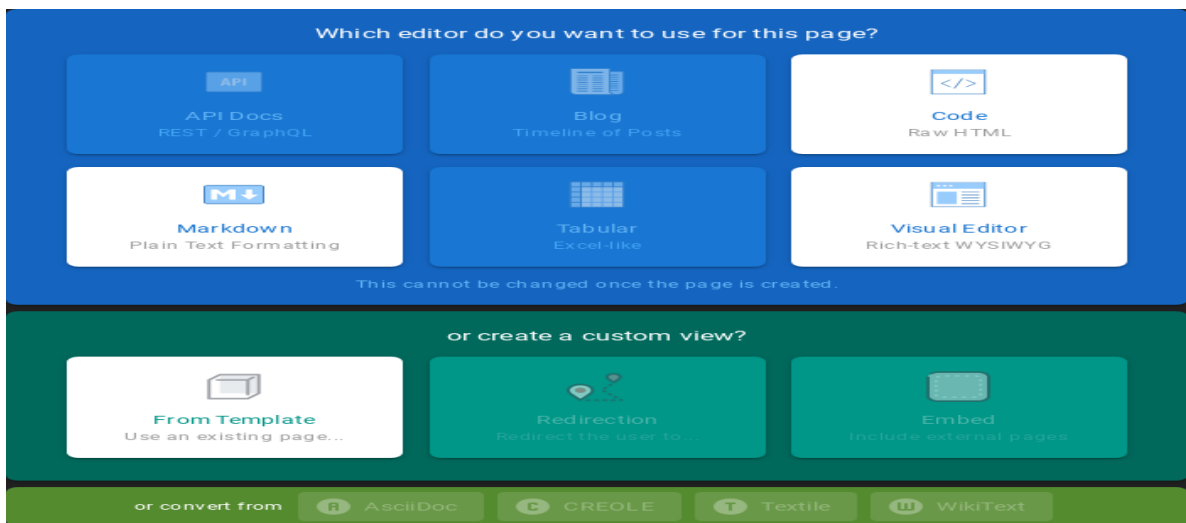 Which editor do you want to use for this page?
API
API Docs
REST / GraphQL
Blog
Timeline of Posts
</>
Code
Raw HTML
M
Markdown
Plain Text Formatting
Tabular
Excel-like
Visual Editor
Rich-text WYSIWYG
This cannot be changed once the page is created.
or create a custom view?
From Template
Use an existing page...
Redirection
Redirect the user to...
Embed
Include external pages
or convert from A AsciiDoc C CREOLE T Textile W WikiText